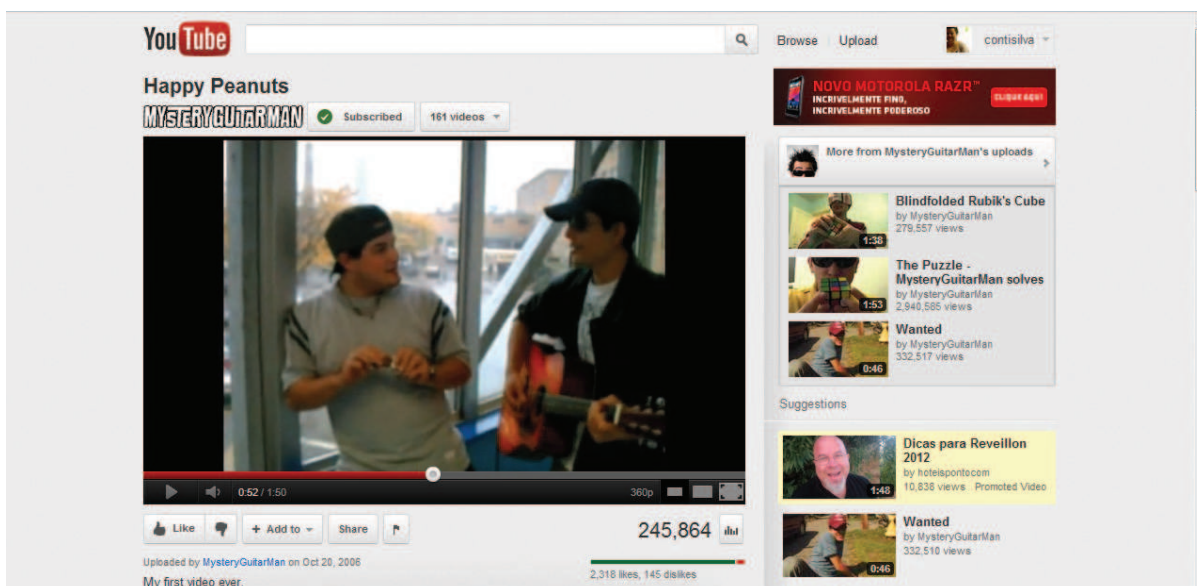 YouTube
Browse Upload contisilva
Happy Peanuts
MYSTERYGUITARMAN Subscribed 161 videos
NOVO MOTOROLA RAZR™
INCRIVELMENTE FINO,
INCRIVELMENTE PODEROSO
CLIQUE AQUI
More from MysteryGuitarMan's uploads
Blindfolded Rubik's Cube
by MysteryGuitarMan
279,557 views
1:38
The Puzzle -
MysteryGuitarMan solves
by MysteryGuitarMan
2,940,585 views
1:53
Wanted
by MysteryGuitarMan
332,517 views
0:46
0:52 / 1:50 360p
Like + Add to Share 245,864
Uploaded by MysteryGuitarMan on Oct 20, 2006
2,318 likes, 145 dislikes
My first video ever.
Suggestions
Dicas para Reveillon
2012
by hoteispontocom
10,838 views Promoted Video
1:48
Wanted
by MysteryGuitarMan
332,510 views
0:46